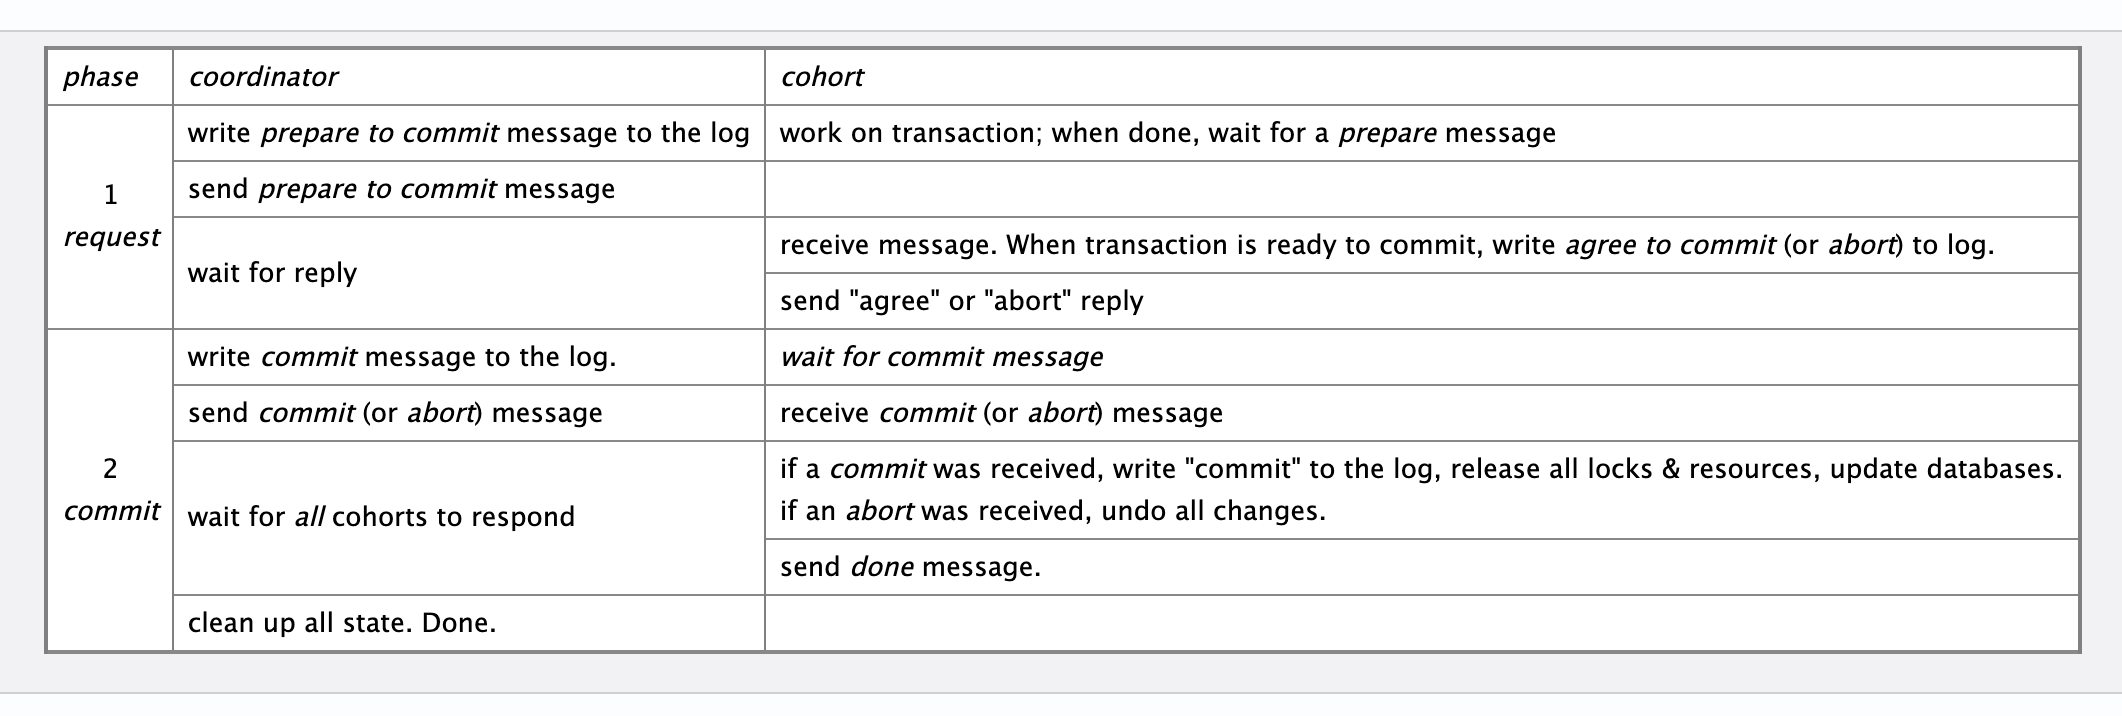 phase coordinator cohort
1
request
write prepare to commit message to the log
work on transaction; when done, wait for a prepare message
send prepare to commit message
wait for reply
receive message. When transaction is ready to commit, write agree to commit (or abort) to log.
send "agree" or "abort" reply
2
commit
write commit message to the log.
wait for commit message
send commit (or abort) message
receive commit (or abort) message
wait for all cohorts to respond
if a commit was received, write "commit" to the log, release all locks & resources, update databases.
if an abort was received, undo all changes.
send done message.
clean up all state. Done.